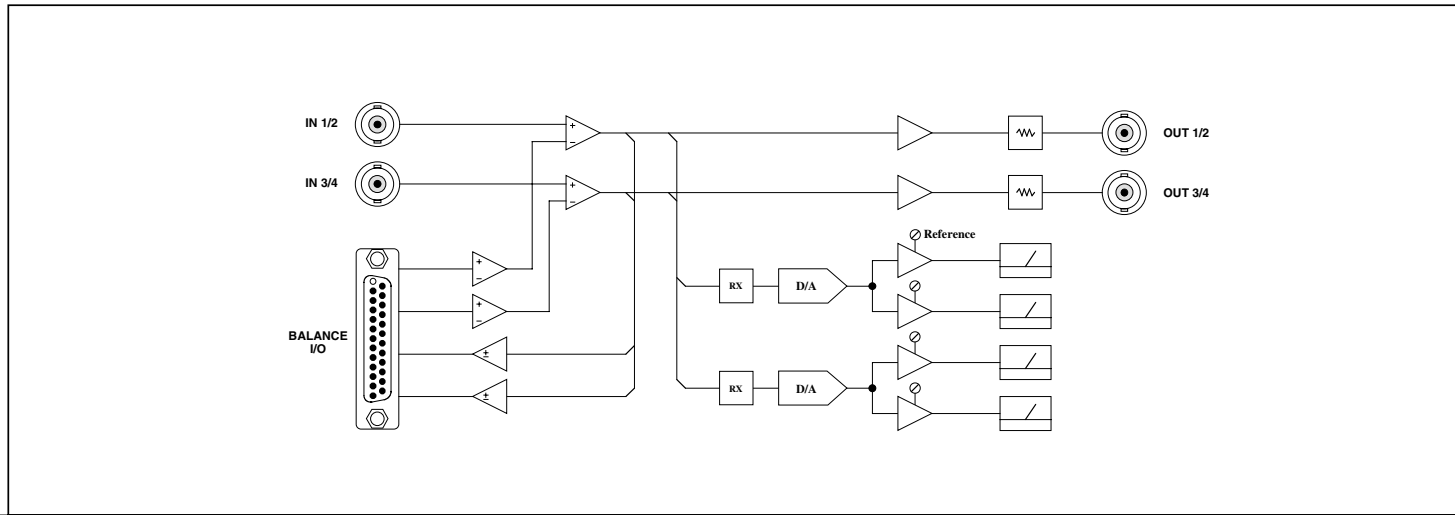 IN 1/2
+
−
OUT 1/2
IN 3/4
+
−
OUT 3/4
Reference
+
−
RX
D/A
+
−
BALANCE
I/O
±
RX
D/A
±